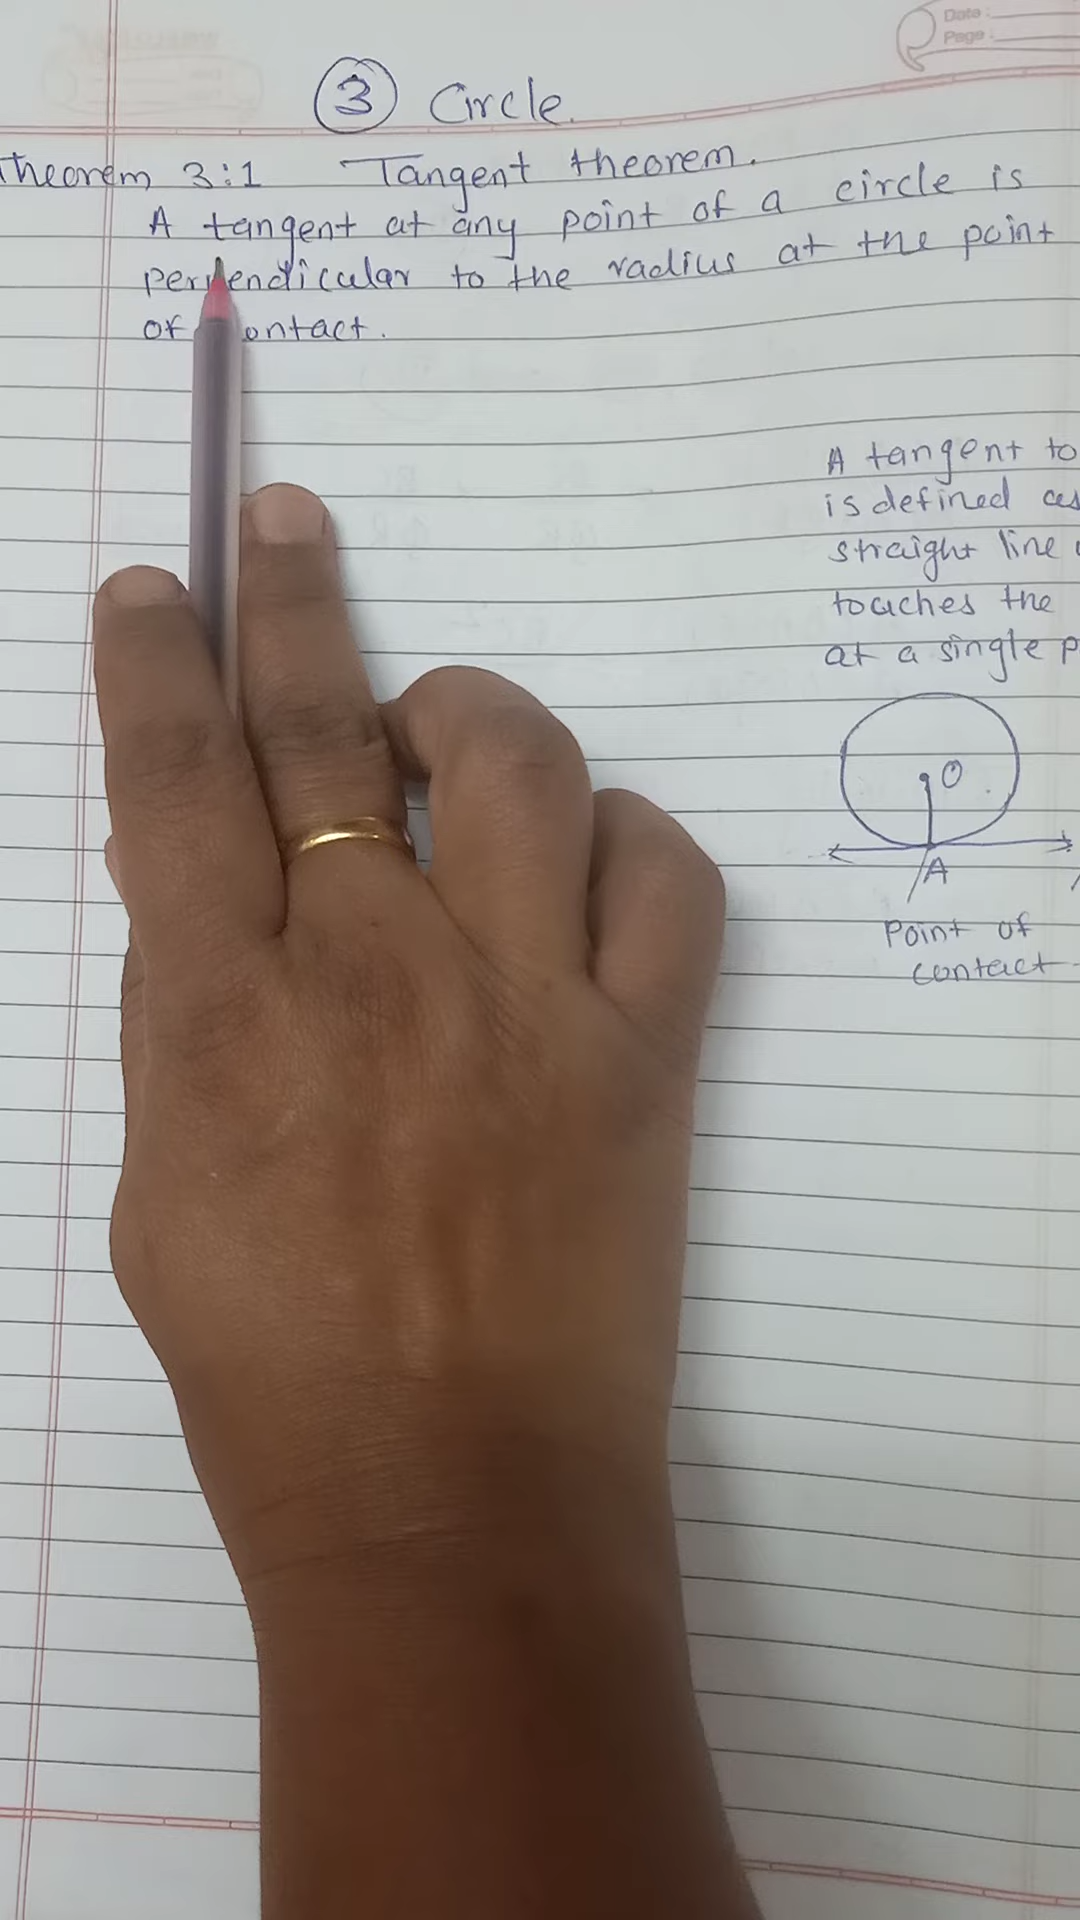 Date :
Page :
3 Circle.
Theorem 3:1 Tangent theorem.
A tangent at any point of a circle is
perpendicular to the radius at the point
of contact.
A tangent to
is defined as
straight line
touches the
at a single
O
A
Point of
contact